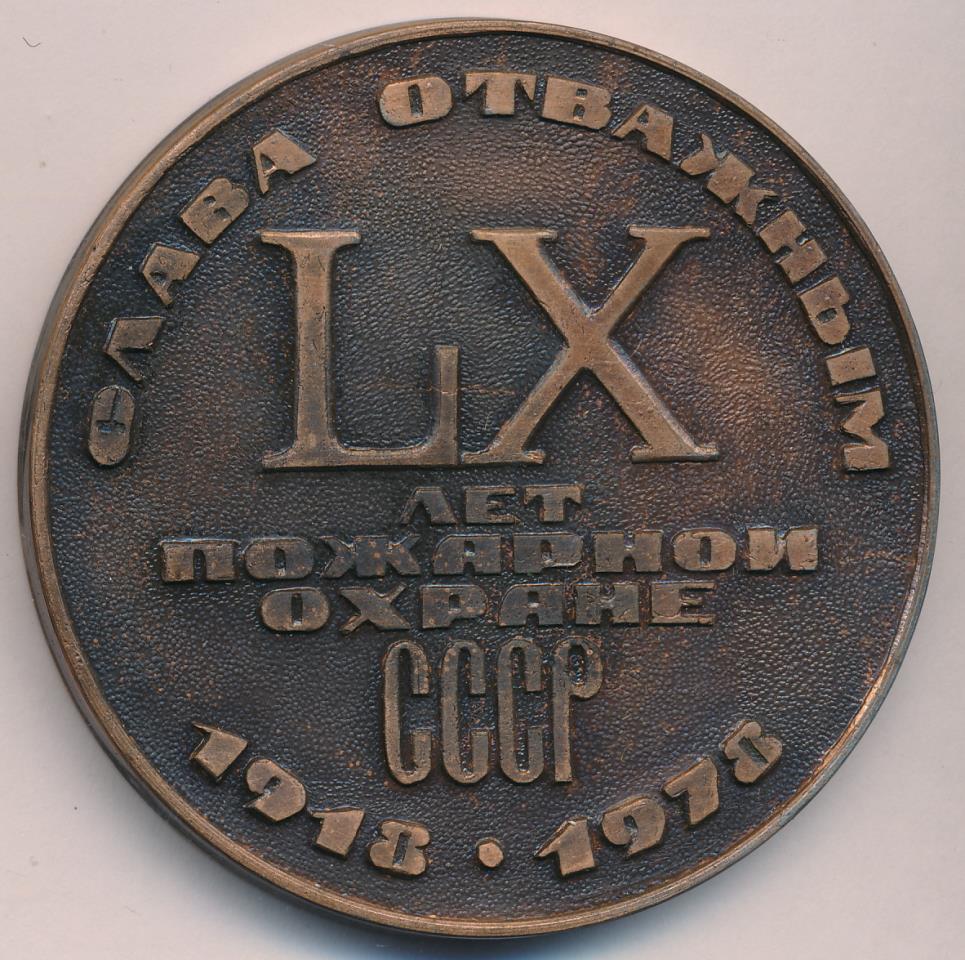 СЛАВА ОТВАЖНЫМ
LX
ЛЕТ
ПОЖАРНОЙ
ОХРАНЕ
СССР
1918 • 1978